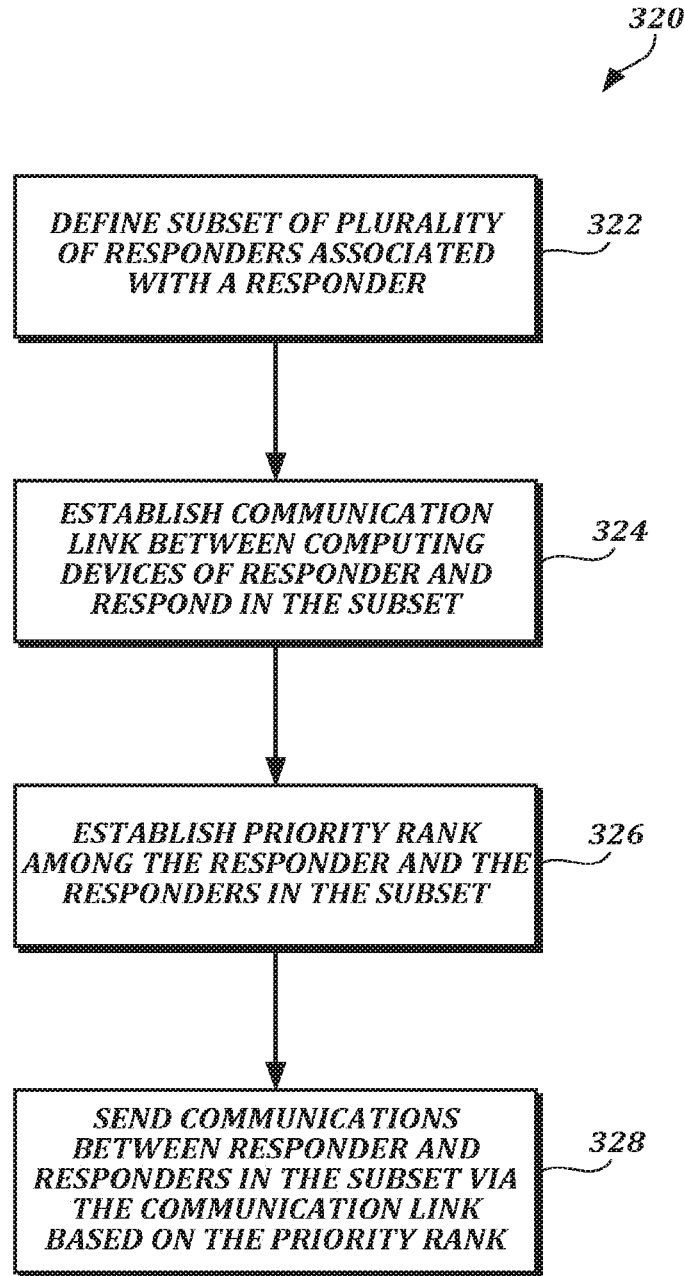 320
DEFINE SUBSET OF PLURALITY
OF RESPONDERS ASSOCIATED
WITH A RESPONDER
322
ESTABLISH COMMUNICATION
LINK BETWEEN COMPUTING
DEVICES OF RESPONDER AND
RESPOND IN THE SUBSET
324
ESTABLISH PRIORITY RANK
AMONG THE RESPONDER AND THE
RESPONDERS IN THE SUBSET
326
SEND COMMUNICATIONS
BETWEEN RESPONDER AND
RESPONDERS IN THE SUBSET VIA
THE COMMUNICATION LINK
BASED ON THE PRIORITY RANK
328